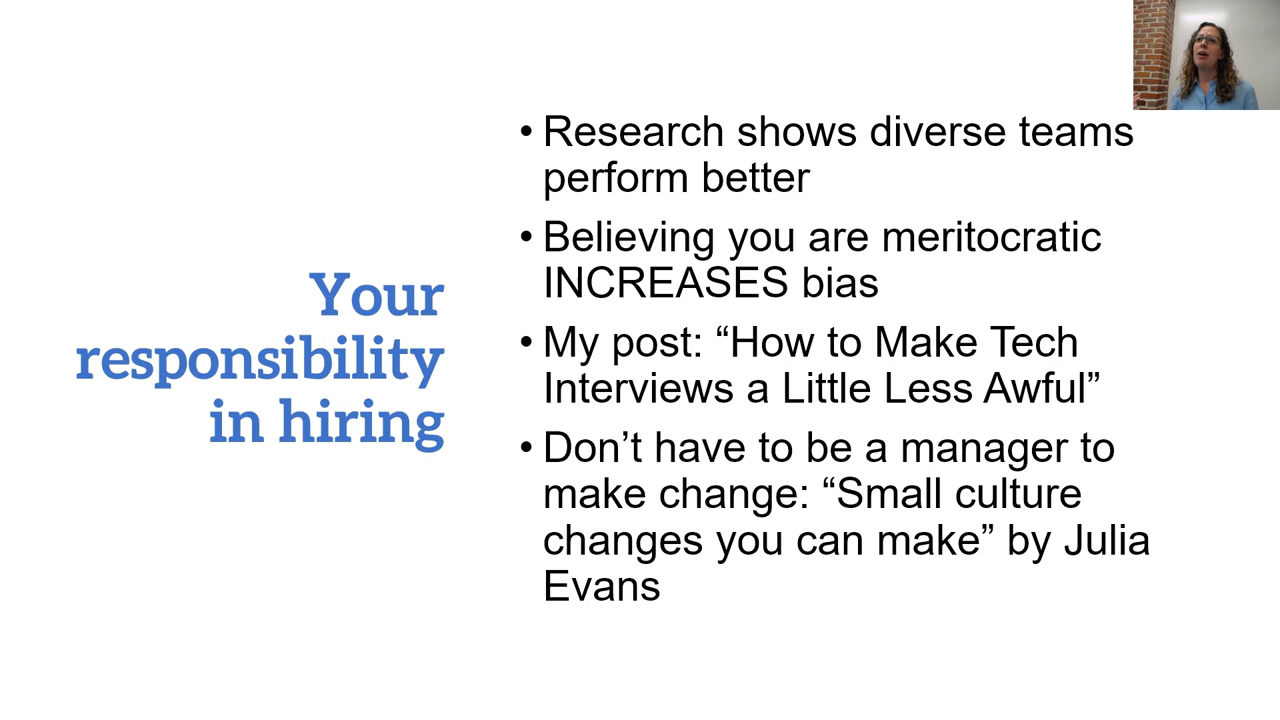 Your
responsibility
in hiring
• Research shows diverse teams
perform better
• Believing you are meritocratic
INCREASES bias
• My post: “How to Make Tech
Interviews a Little Less Awful”
• Don’t have to be a manager to
make change: “Small culture
changes you can make” by Julia
Evans